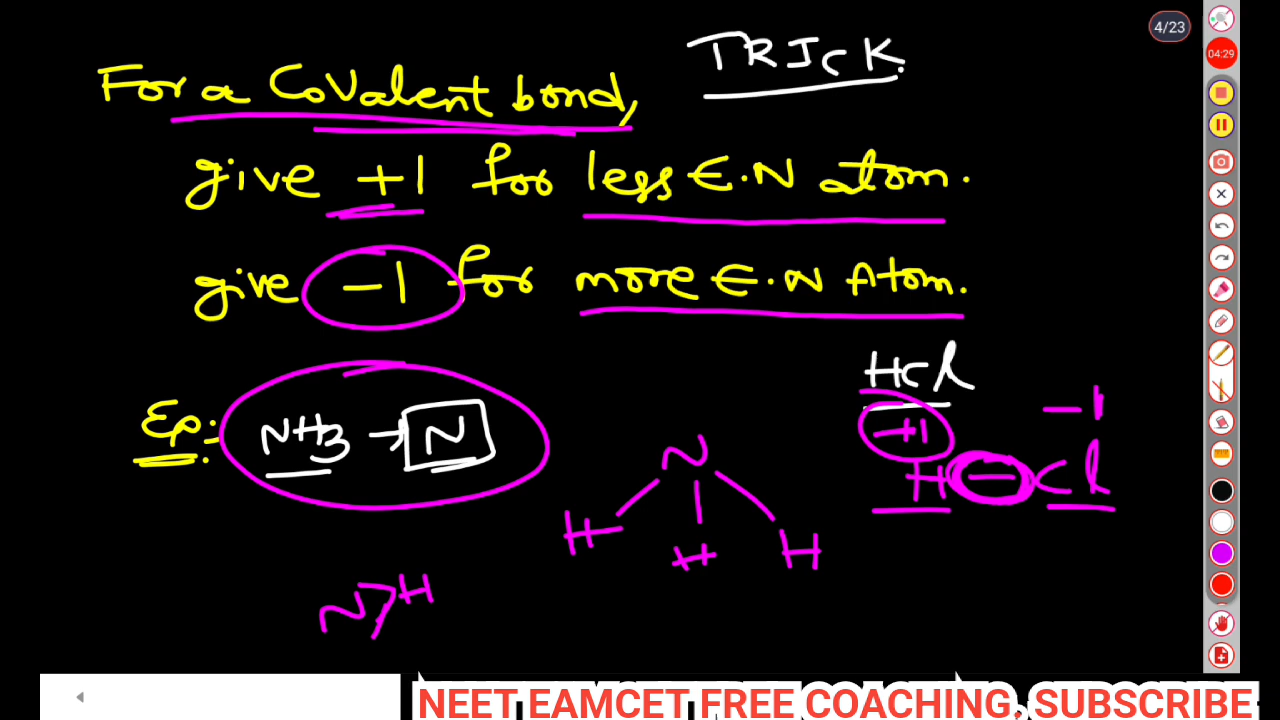 4/23
TRICK.
04:29
For a Covalent bond,
give +1 for less E.N atom.
give -1 for more E.N Atom.
HCl
Ex: NH3 → N
+1 -1
H - Cl
N
H H H
N > H
NEET EAMCET FREE COACHING, SUBSCRIBE